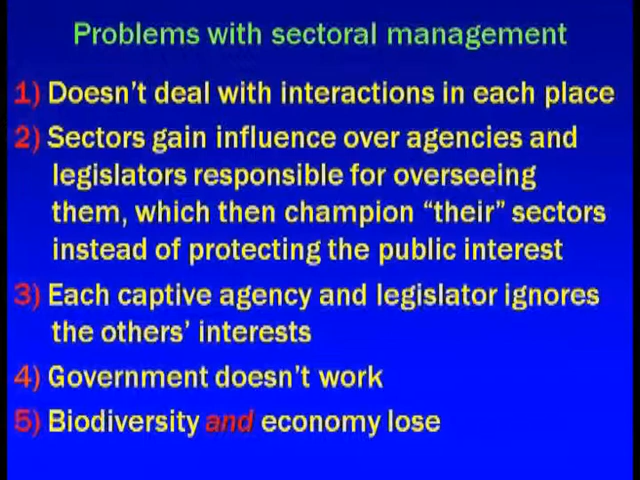 Problems with sectoral management
1) Doesn't deal with interactions in each place
2) Sectors gain influence over agencies and
legislators responsible for overseeing
them, which then champion “their” sectors
instead of protecting the public interest
3) Each captive agency and legislator ignores
the others' interests
4) Government doesn't work
5) Biodiversity and economy lose